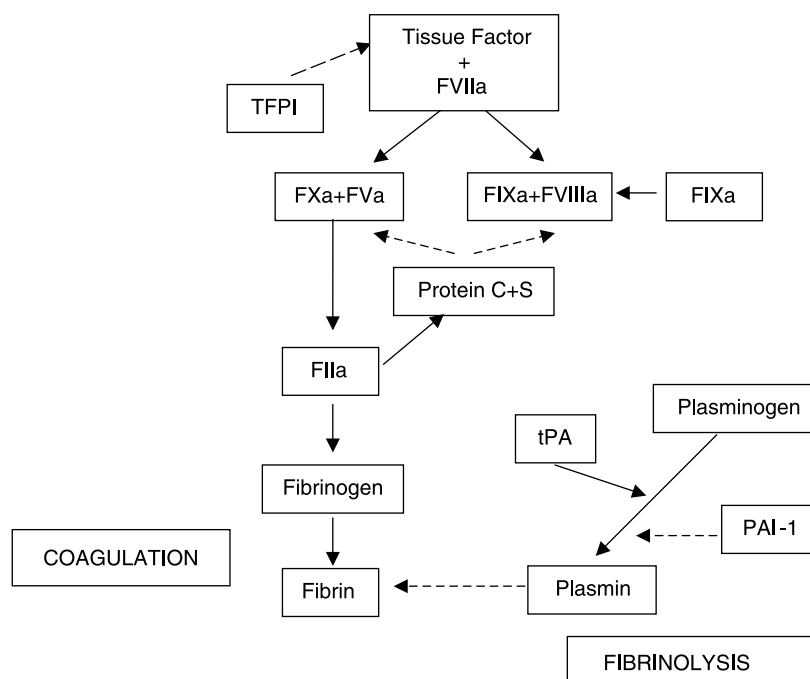 Tissue Factor
+
FVIIa
TFPI
FXa+FVa
FIXa+FVIIIa
FIXa
Protein C+S
FIIa
Plasminogen
tPA
Fibrinogen
PAI-1
COAGULATION
Fibrin
Plasmin
FIBRINOLYSIS